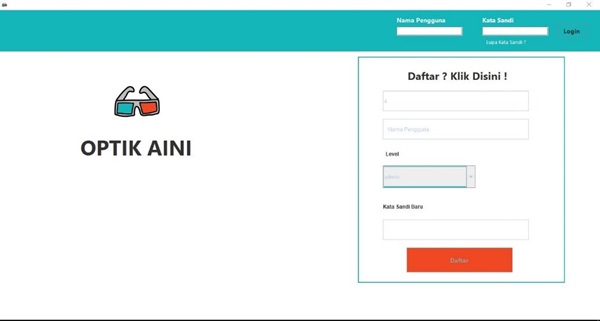 Nama Pengguna
Kata Sandi
Login
Lupa Kata Sandi ?
Daftar ? Klik Disini !
Nama Pengguna
OPTIK AINI
Level
Kata Sandi Baru
Daftar